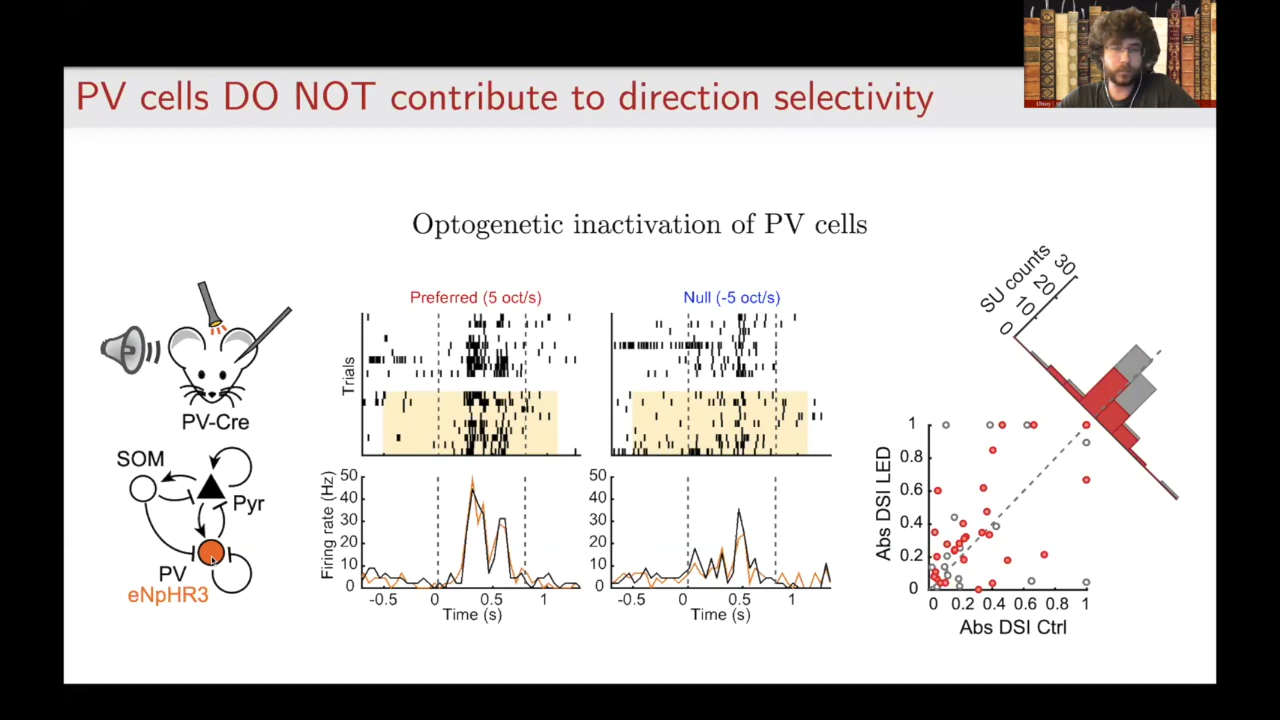 PV cells DO NOT contribute to direction selectivity
Optogenetic inactivation of PV cells
PV-Cre
SOM
Pyr
PV
eNpHR3
Preferred (5 oct/s)
Null (-5 oct/s)
Trials
Firing rate (Hz)
50
40
30
20
10
0
-0.5
0
0.5
1
Time (s)
50
40
30
20
10
0
-0.5
0
0.5
1
Time (s)
SU counts
0
10
20
30
Abs DSI LED
1
0.8
0.6
0.4
0.2
0
0
0.2
0.4
0.6
0.8
1
Abs DSI Ctrl